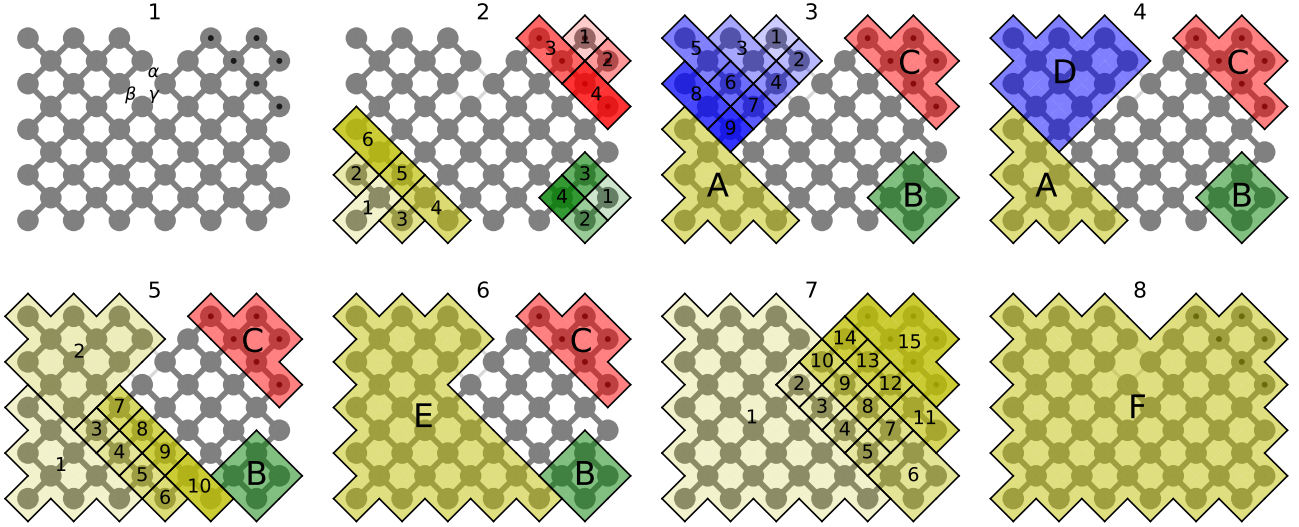 1 2 3 4
α
β γ
3 1 2 4
6 2 5 1 3 4
3 4 1 2
5 3 1 2 6 4 8 7 9
A B C
D C A B
5 6 7 8
2 7 3 8 1 4 9 5 6 10
C B
E C B
14 15 10 13 2 9 12 1 3 8 11 4 7 5 6
F